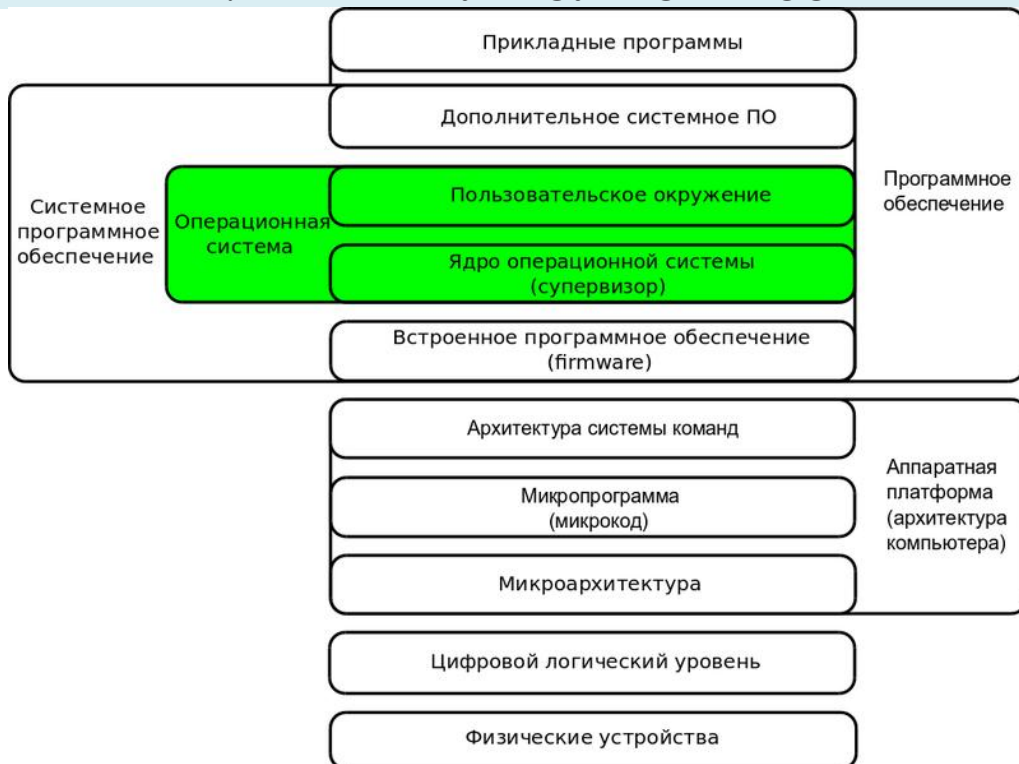 Прикладные программы
Дополнительное системное ПО
Пользовательское окружение
Ядро операционной системы
(супервизор)
Встроенное программное обеспечение
(firmware)
Системное
программное
обеспечение
Операционная
система
Программное
обеспечение
Архитектура системы команд
Микропрограмма
(микрокод)
Микроархитектура
Аппаратная
платформа
(архитектура
компьютера)
Цифровой логический уровень
Физические устройства